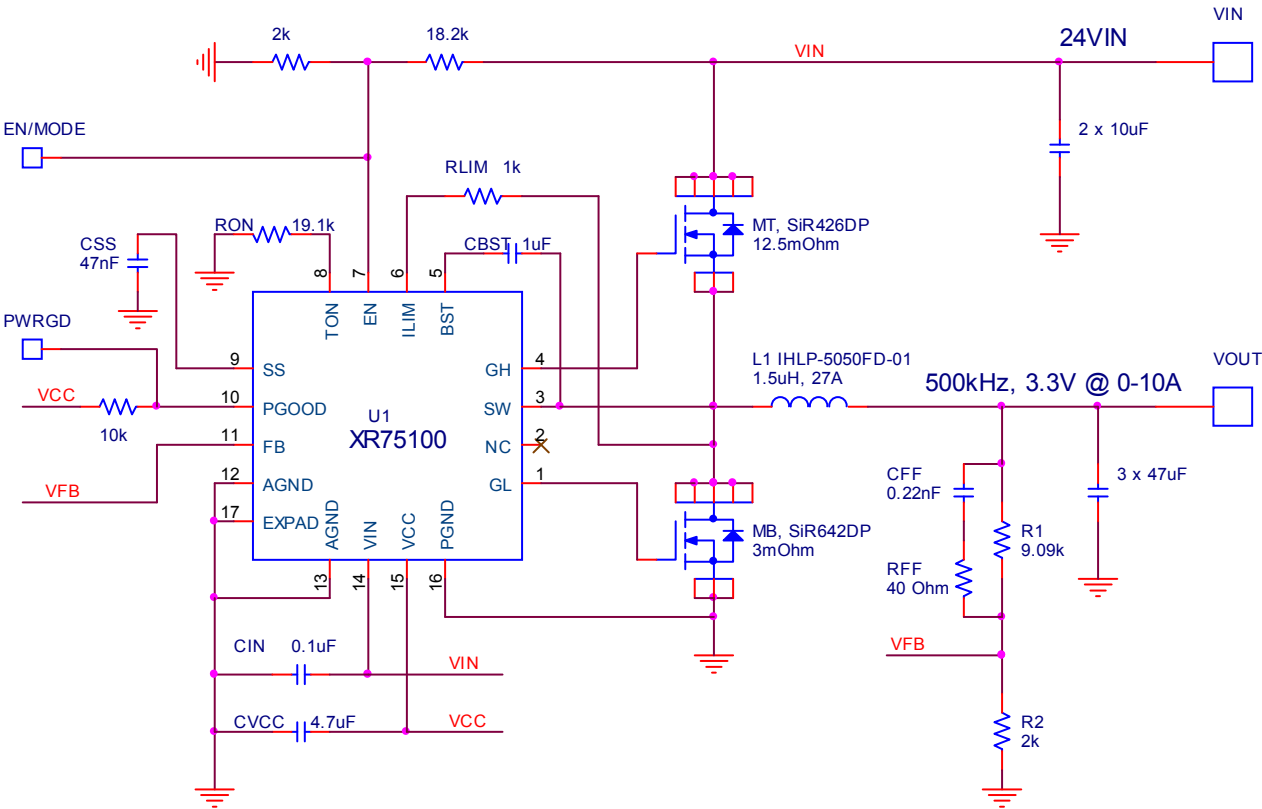 VIN
2k
18.2k
VIN
24VIN
EN/MODE
2 x 10uF
RLIM 1k
RON 19.1k
CSS
47nF
CBST 1uF
MT, SiR426DP
12.5mOhm
8
7
6
5
TON
EN
ILIM
BST
PWRGD
9
SS
GH
4
L1 IHLP-5050FD-01
1.5uH, 27A
500kHz, 3.3V @ 0-10A
VOUT
VCC
10k
10
PGOOD
U1
XR75100
SW
3
11
FB
NC
2
VFB
12
AGND
GL
1
CFF
0.22nF
3 x 47uF
17
EXPAD
AGND
VIN
VCC
PGND
MB, SiR642DP
3mOhm
R1
9.09k
13
14
15
16
RFF
40 Ohm
CIN 0.1uF
VIN
VFB
CVCC 4.7uF
VCC
R2
2k